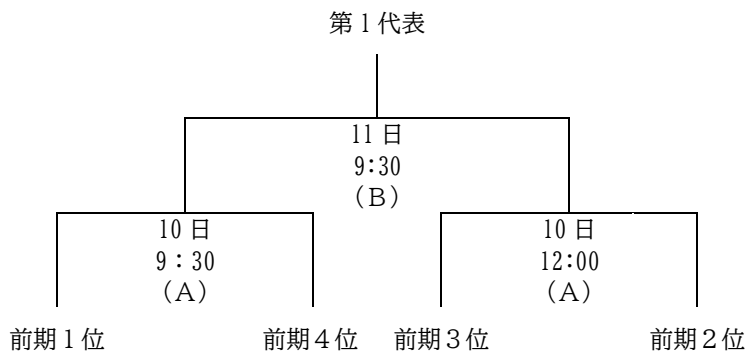 第１代表
11 日
9:30
（Ｂ）
10 日
9：30
（Ａ）
10 日
12:00
（Ａ）
前期１位
前期４位
前期３位
前期２位